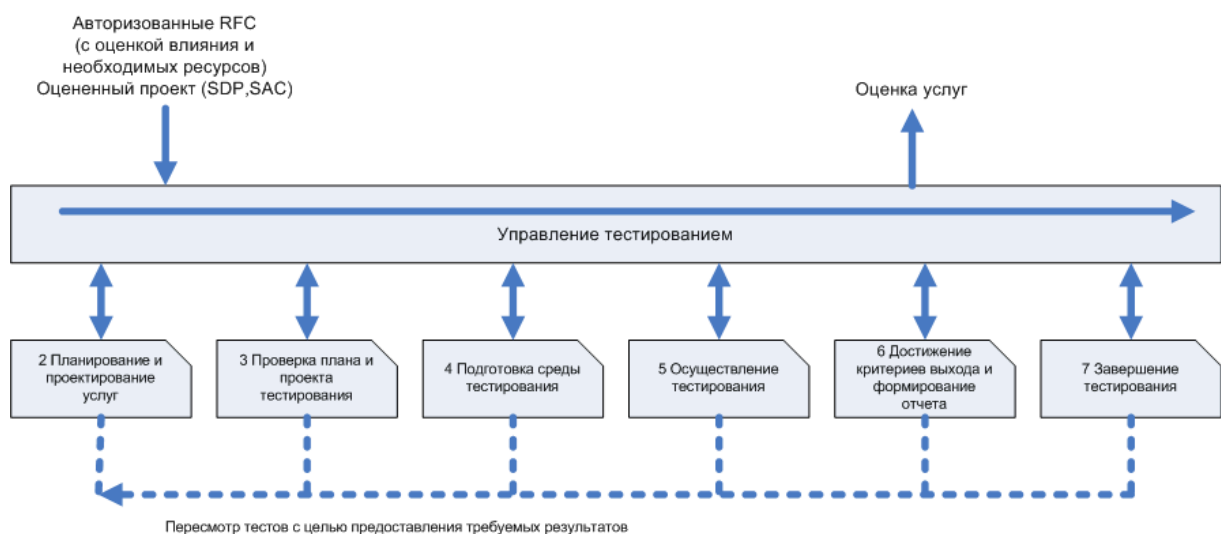 Авторизованные RFC
(с оценкой влияния и
необходимых ресурсов)
Оцененный проект (SDP,SAC)
Оценка услуг
Управление тестированием
2 Планирование и
проектирование
услуг
3 Проверка плана и
проекта
тестирования
4 Подготовка среды
тестирования
5 Осуществление
тестирования
6 Достижение
критериев выхода и
формирование
отчета
7 Завершение
тестирования
Пересмотр тестов с целью предоставления требуемых результатов